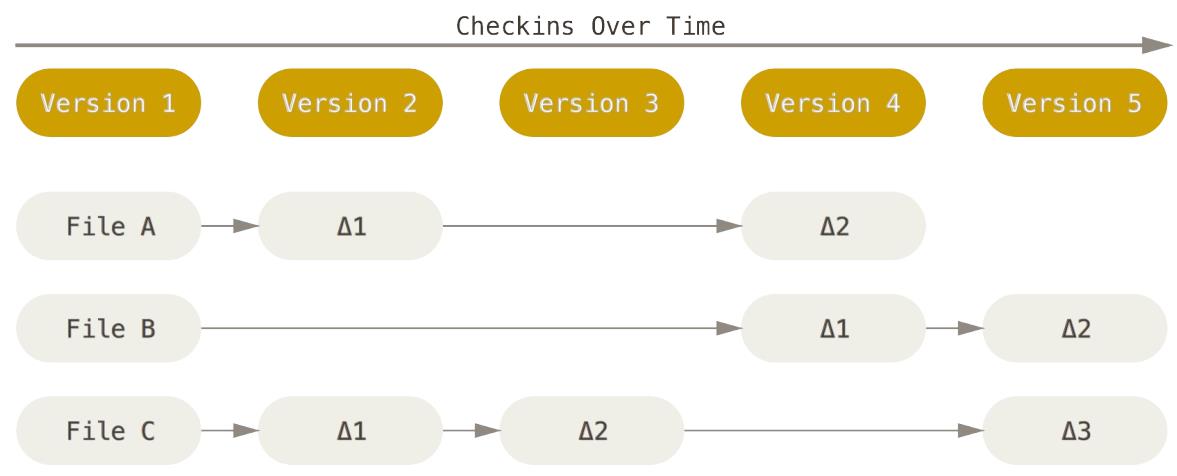 Checkins Over Time
Version 1 Version 2 Version 3 Version 4 Version 5
File A Δ1 Δ2
File B Δ1 Δ2
File C Δ1 Δ2 Δ3